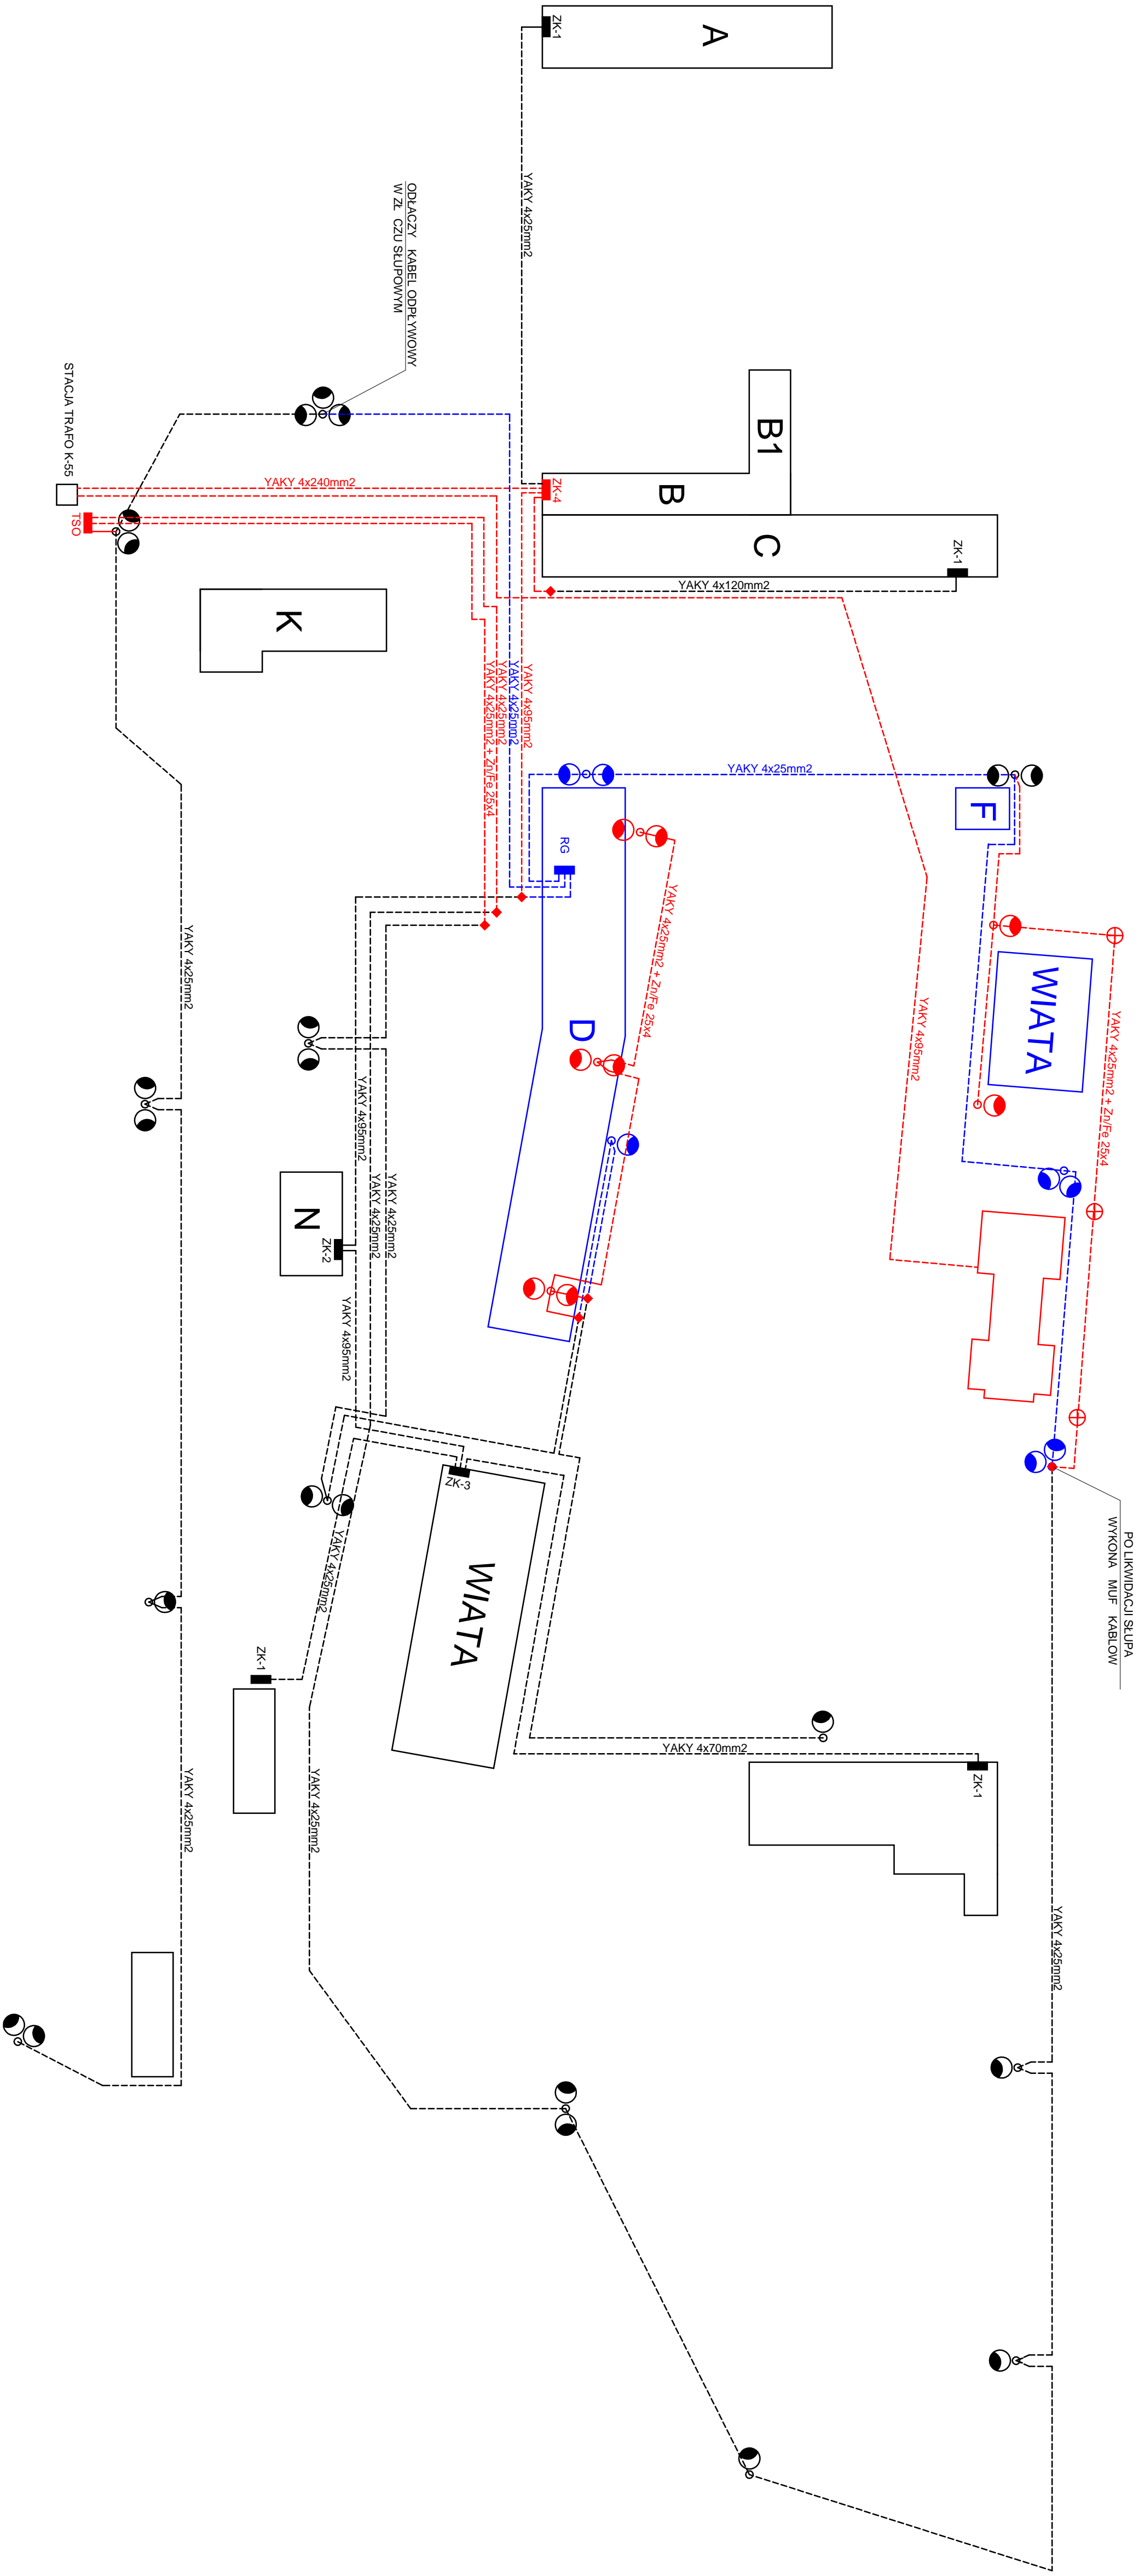 A
ZK-1
YAKY 4x25mm2
ODŁACZY KABEL ODPŁYWOWY
W ZŁ CZU SŁUPOWYM
STACJA TRAFO K-55
TSO
YAKY 4x240mm2
ZK-4
B1
B
C
ZK-1
YAKY 4x120mm2
K
YAKY 4x95mm2
YAKY 4x25mm2
YAKY 4x25mm2
YAKY 4x25mm2 + Zn/Fe 25x4
YAKY 4x25mm2
F
RG
D
YAKY 4x25mm2 + Zn/Fe 25x4
YAKY 4x95mm2
WIATA
YAKY 4x25mm2 + Zn/Fe 25x4
YAKY 4x25mm2
YAKY 4x95mm2
YAKY 4x25mm2
YAKY 4x25mm2
N
ZK-2
YAKY 4x95mm2
PO LIKWIDACJI SŁUPA
WYKONA MUF KABLOW
ZK-3
WIATA
YAKY 4x25mm2
ZK-1
YAKY 4x70mm2
ZK-1
YAKY 4x25mm2
YAKY 4x25mm2
YAKY 4x25mm2